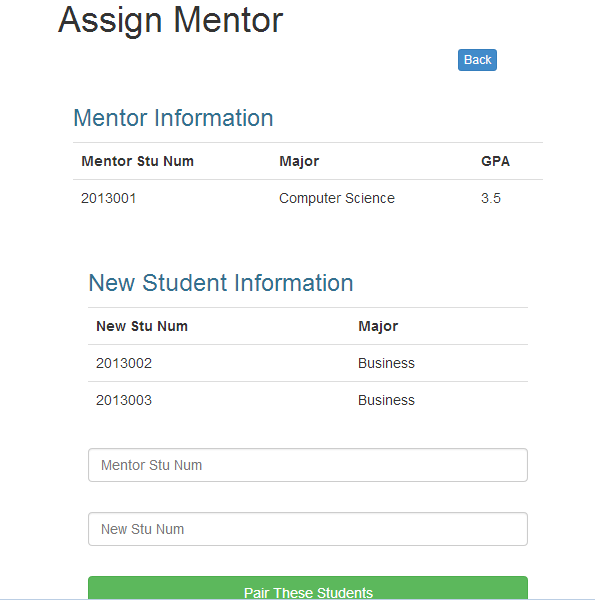 Assign Mentor
Back
Mentor Information
Mentor Stu Num Major GPA
2013001 Computer Science 3.5
New Student Information
New Stu Num Major
2013002 Business
2013003 Business
Mentor Stu Num
New Stu Num
Pair These Students